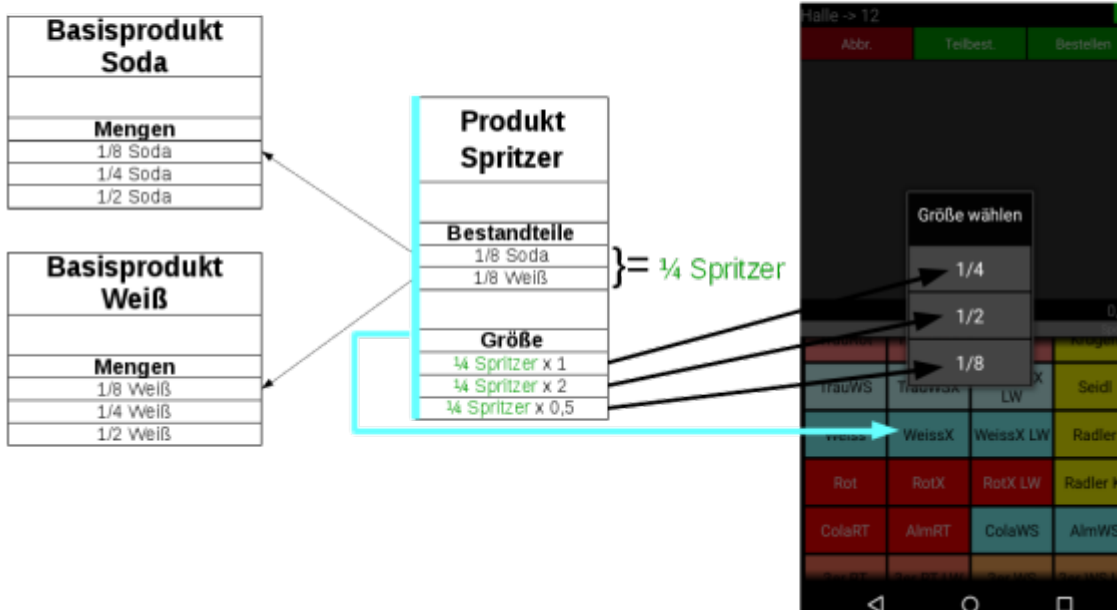 Basisprodukt
Soda
Mengen
1/8 Soda
1/4 Soda
1/2 Soda
Basisprodukt
Weiß
Mengen
1/8 Weiß
1/4 Weiß
1/2 Weiß
Produkt
Spritzer
Bestandteile
1/8 Soda
1/8 Weiß
}= ¼ Spritzer
Größe
¼ Spritzer x 1
¼ Spritzer x 2
¼ Spritzer x 0,5
Halle -> 12
Abbr. Teilbest. Bestellen
Größe wählen
1/4
1/2
1/8
TrauWS TrauWSX LW Seidl
Weiss WeissX WeissX LW Radler
Rot RotX RotX LW Radler
ColaRT AlmRT ColaWS AlmWS